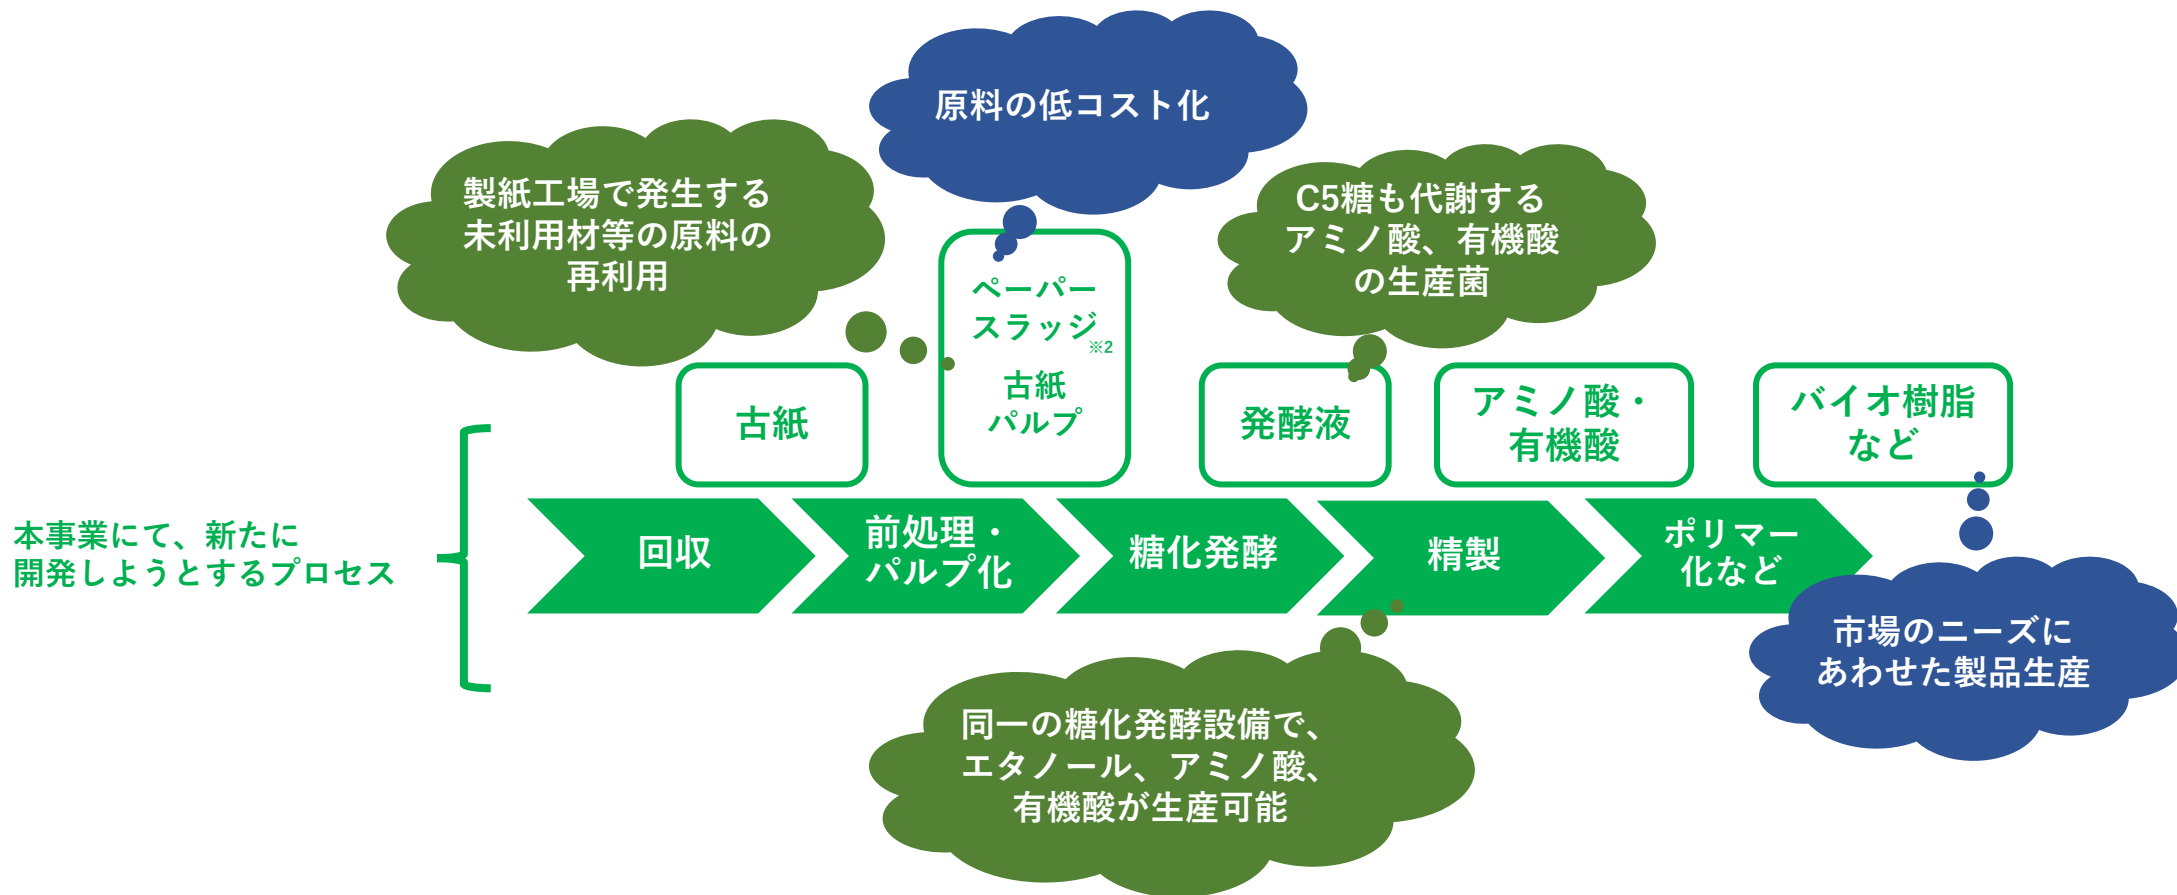 原料の低コスト化
製紙工場で発生する
未利用材等の原料の
再利用
C5糖も代謝する
アミノ酸、有機酸
の生産菌
古紙
ペーパー
スラッジ※2
古紙
パルプ
発酵液
アミノ酸・
有機酸
バイオ樹脂
など
本事業にて、新たに
開発しようとするプロセス
回収
前処理・
パルプ化
糖化発酵
精製
ポリマー
化など
市場のニーズに
あわせた製品生産
同一の糖化発酵設備で、
エタノール、アミノ酸、
有機酸が生産可能